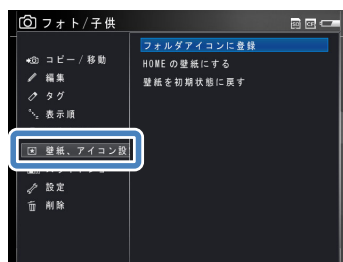 フォト/子供
SD CF
コピー/移動
編集
タグ
表示順
壁紙、アイコン設
設定
削除
フォルダアイコンに登録
HOMEの壁紙にする
壁紙を初期状態に戻す